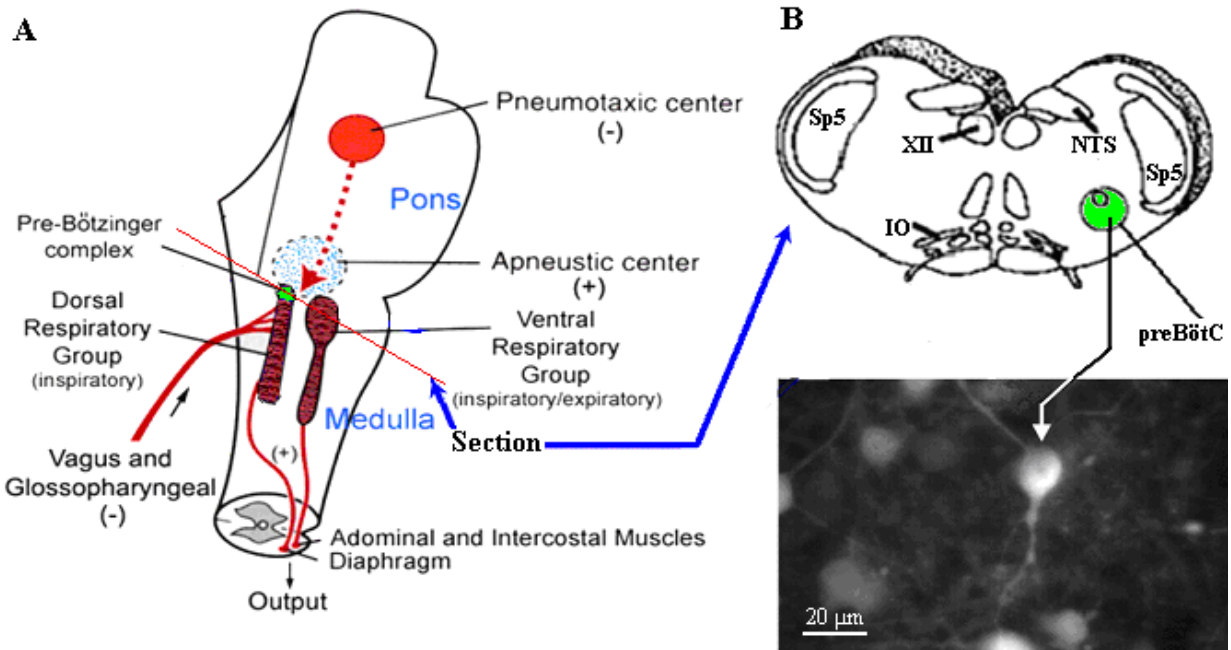 A
Pneumotaxic center
(-)
Pons
Pre-Bötzinger
complex
Apneustic center
(+)
Dorsal
Respiratory
Group
(inspiratory)
Ventral
Respiratory
Group
(inspiratory/expiratory)
Medulla
Section
Vagus and
Glossopharyngeal
(-)
(+)
Adominal and Intercostal Muscles
Diaphragm
Output
B
Sp5
XII
NTS
Sp5
IO
preBötC
20 µm